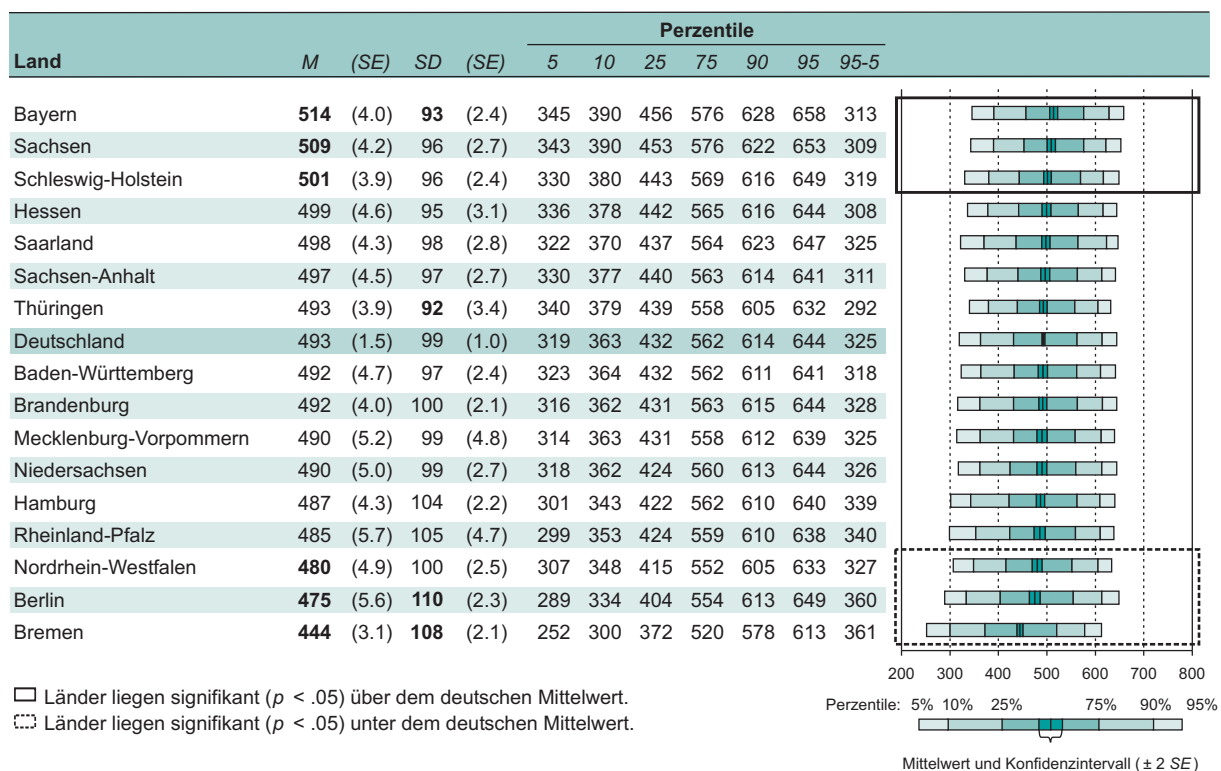 Perzentile
Land M (SE) SD (SE) 5 10 25 75 90 95 95-5
Bayern 514 (4.0) 93 (2.4) 345 390 456 576 628 658 313
Sachsen 509 (4.2) 96 (2.7) 343 390 453 576 622 653 309
Schleswig-Holstein 501 (3.9) 96 (2.4) 330 380 443 569 616 649 319
Hessen 499 (4.6) 95 (3.1) 336 378 442 565 616 644 308
Saarland 498 (4.3) 98 (2.8) 322 370 437 564 623 647 325
Sachsen-Anhalt 497 (4.5) 97 (2.7) 330 377 440 563 614 641 311
Thüringen 493 (3.9) 92 (3.4) 340 379 439 558 605 632 292
Deutschland 493 (1.5) 99 (1.0) 319 363 432 562 614 644 325
Baden-Württemberg 492 (4.7) 97 (2.4) 323 364 432 562 611 641 318
Brandenburg 492 (4.0) 100 (2.1) 316 362 431 563 615 644 328
Mecklenburg-Vorpommern 490 (5.2) 99 (4.8) 314 363 431 558 612 639 325
Niedersachsen 490 (5.0) 99 (2.7) 318 362 424 560 613 644 326
Hamburg 487 (4.3) 104 (2.2) 301 343 422 562 610 640 339
Rheinland-Pfalz 485 (5.7) 105 (4.7) 299 353 424 559 610 638 340
Nordrhein-Westfalen 480 (4.9) 100 (2.5) 307 348 415 552 605 633 327
Berlin 475 (5.6) 110 (2.3) 289 334 404 554 613 649 360
Bremen 444 (3.1) 108 (2.1) 252 300 372 520 578 613 361
200 300 400 500 600 700 800
Länder liegen signifikant (p < .05) über dem deutschen Mittelwert.
Länder liegen signifikant (p < .05) unter dem deutschen Mittelwert.
Perzentile: 5% 10% 25% 75% 90% 95%
Mittelwert und Konfidenzintervall (± 2 SE)